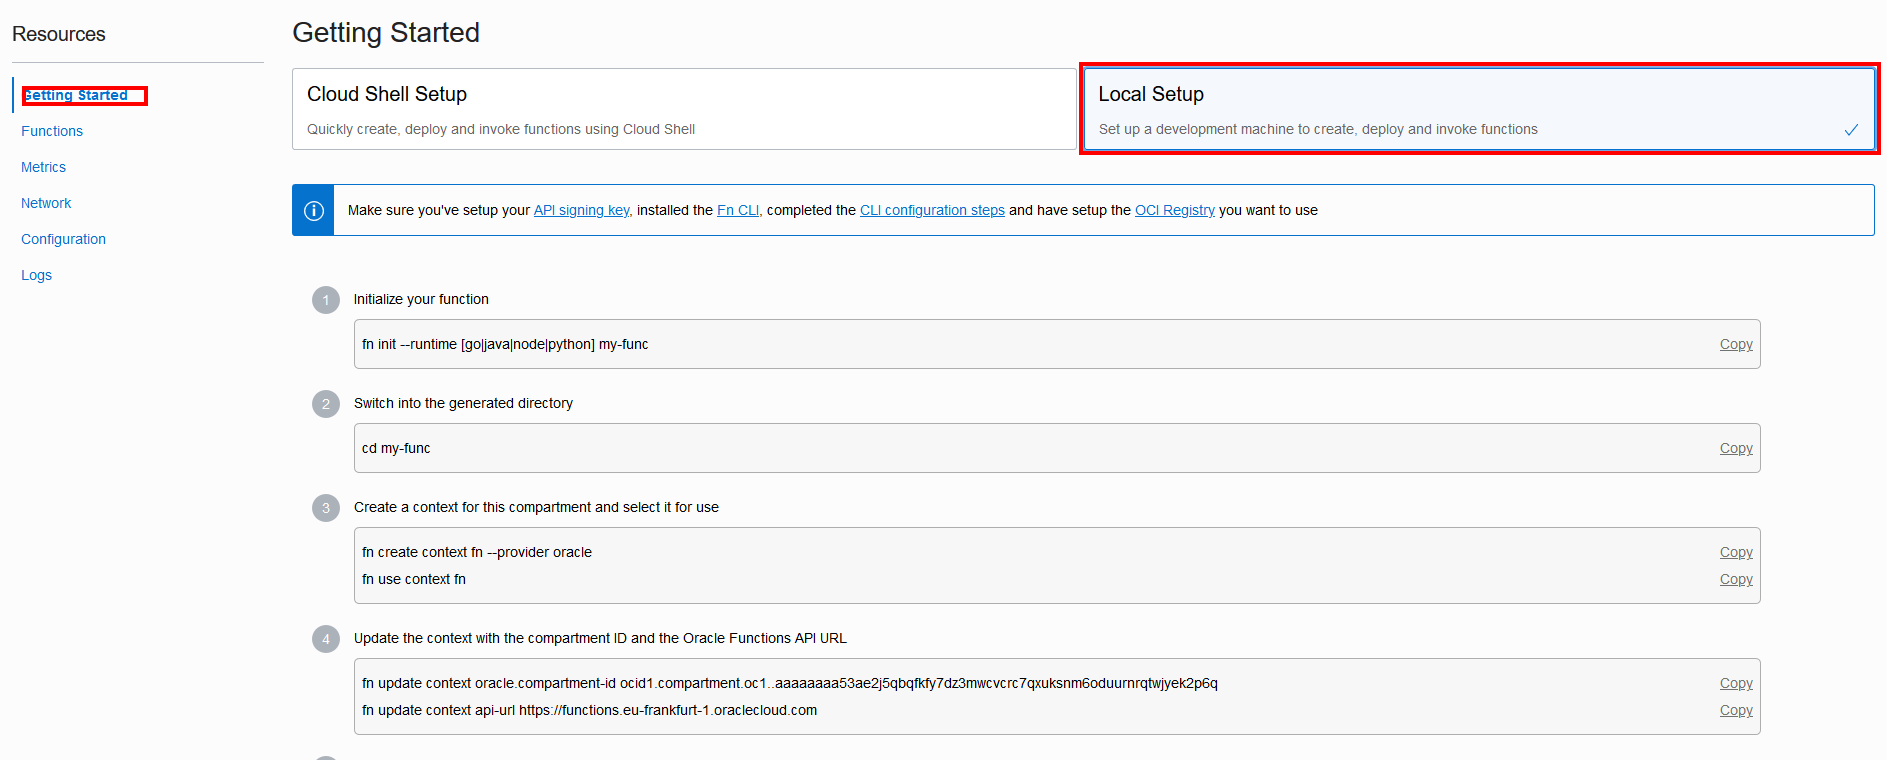 Resources
Getting Started
Functions
Metrics
Network
Configuration
Logs
Getting Started
Cloud Shell Setup
Quickly create, deploy and invoke functions using Cloud Shell
Local Setup
Set up a development machine to create, deploy and invoke functions
Make sure you've setup your API signing key, installed the Fn CLI, completed the CLI configuration steps and have setup the OCI Registry you want to use
1 Initialize your function
fn init --runtime [go|java|node|python] my-func Copy
2 Switch into the generated directory
cd my-func Copy
3 Create a context for this compartment and select it for use
fn create context fn --provider oracle Copy
fn use context fn Copy
4 Update the context with the compartment ID and the Oracle Functions API URL
fn update context oracle.compartment-id ocid1.compartment.oc1..aaaaaaaa53ae2j5qbqfkfy7dz3mwcvcrc7qxuksnm6oduurnrqtwjyek2p6q Copy
fn update context api-url https://functions.eu-frankfurt-1.oraclecloud.com Copy